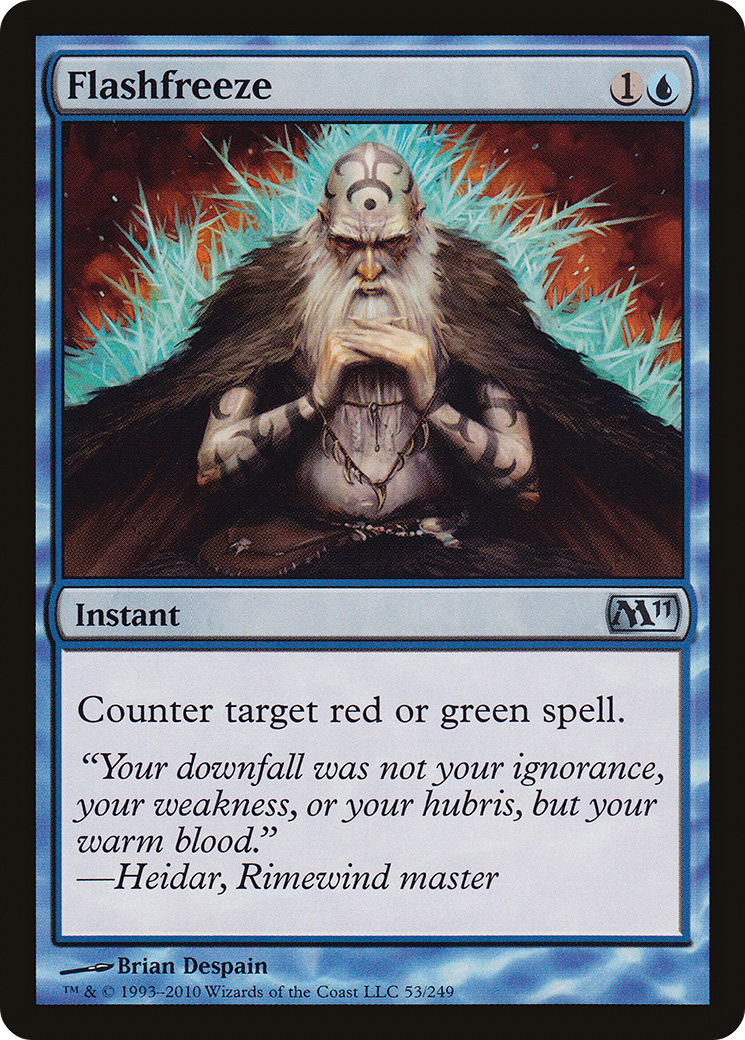 Flashfreeze 1
Instant M11
Counter target red or green spell.
“Your downfall was not your ignorance,
your weakness, or your hubris, but your
warm blood.”
—Heidar, Rimewind master
Brian Despain
™ & © 1993–2010 Wizards of the Coast LLC 53/249